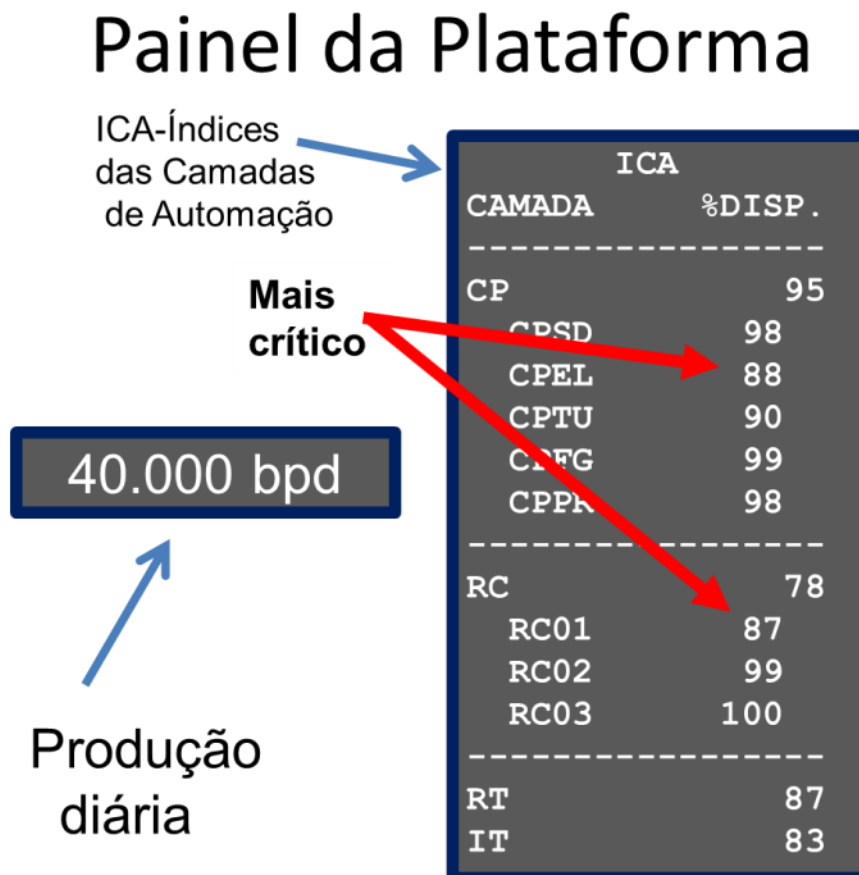 Painel da Plataforma
ICA-Índices
das Camadas
de Automação
Mais
crítico
40.000 bpd
Produção
diária
ICA
CAMADA %DISP.
-----------------
CP 95
CPSD 98
CPEL 88
CPTU 90
CPFG 99
CPPR 98
-----------------
RC 78
RC01 87
RC02 99
RC03 100
-----------------
RT 87
IT 83